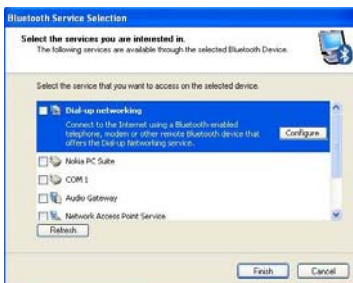 Bluetooth Service Selection
Select the services you are interested in.
The following services are available through the selected Bluetooth Device.
Select the service that you want to access on the selected device.
Dial-up networking
Connect to the Internet using a Bluetooth-enabled
telephone, modem or other remote Bluetooth device that
offers the Dial-up Networking service.
Configure
Nokia PC Suite
COM 1
Audio Gateway
Network Access Point Service
Refresh
Finish
Cancel